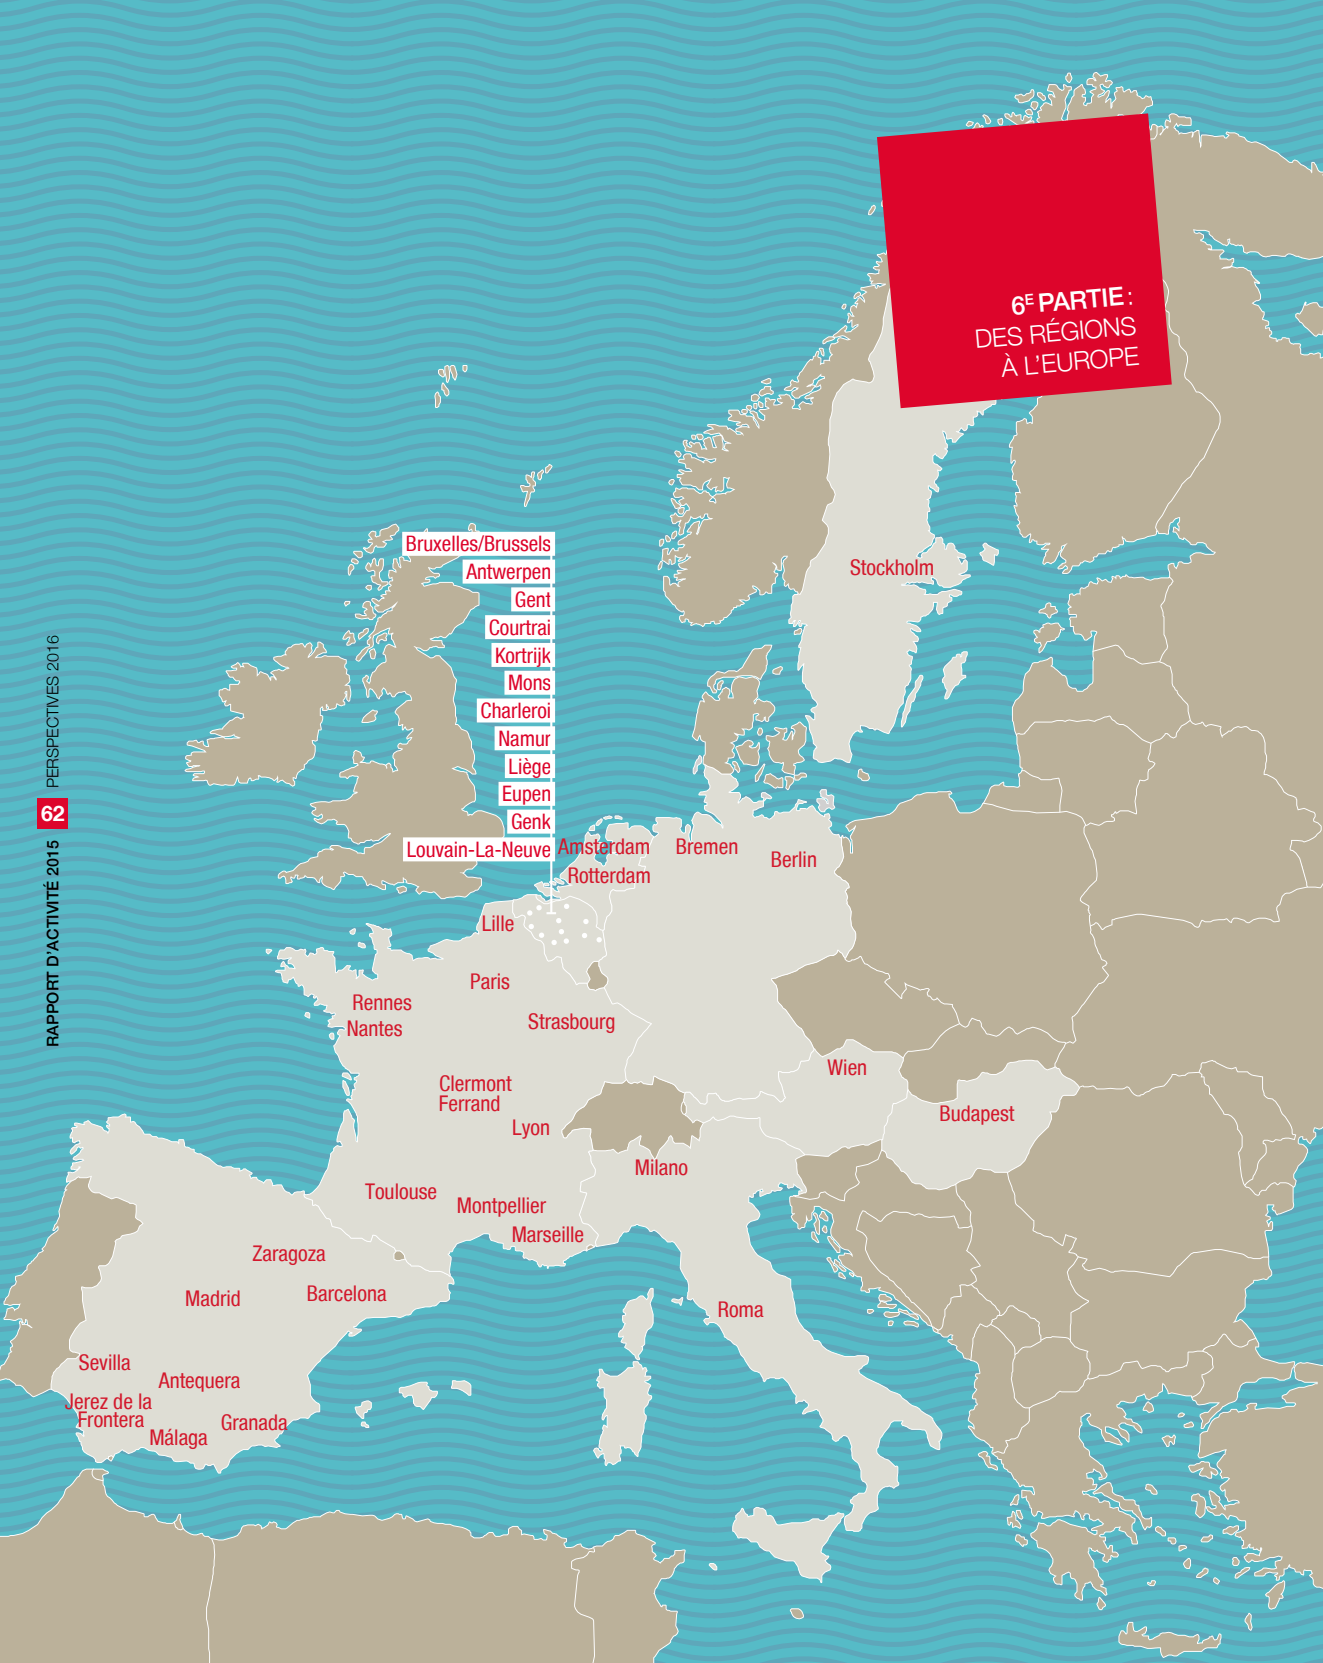 6E PARTIE :
DES RÉGIONS
À L'EUROPE
Bruxelles/Brussels
Antwerpen
Gent
Courtrai
Kortrijk
Mons
Charleroi
Namur
Liège
Eupen
Genk
Louvain-La-Neuve
Stockholm
Amsterdam
Bremen
Berlin
Rotterdam
Lille
Paris
Rennes
Nantes
Strasbourg
Wien
Clermont
Ferrand
Budapest
Lyon
Milano
Toulouse
Montpellier
Marseille
Zaragoza
Madrid
Barcelona
Roma
Sevilla
Antequera
Jerez de la
Frontera
Granada
Málaga
RAPPORT D'ACTIVITÉ 2015 62 PERSPECTIVES 2016